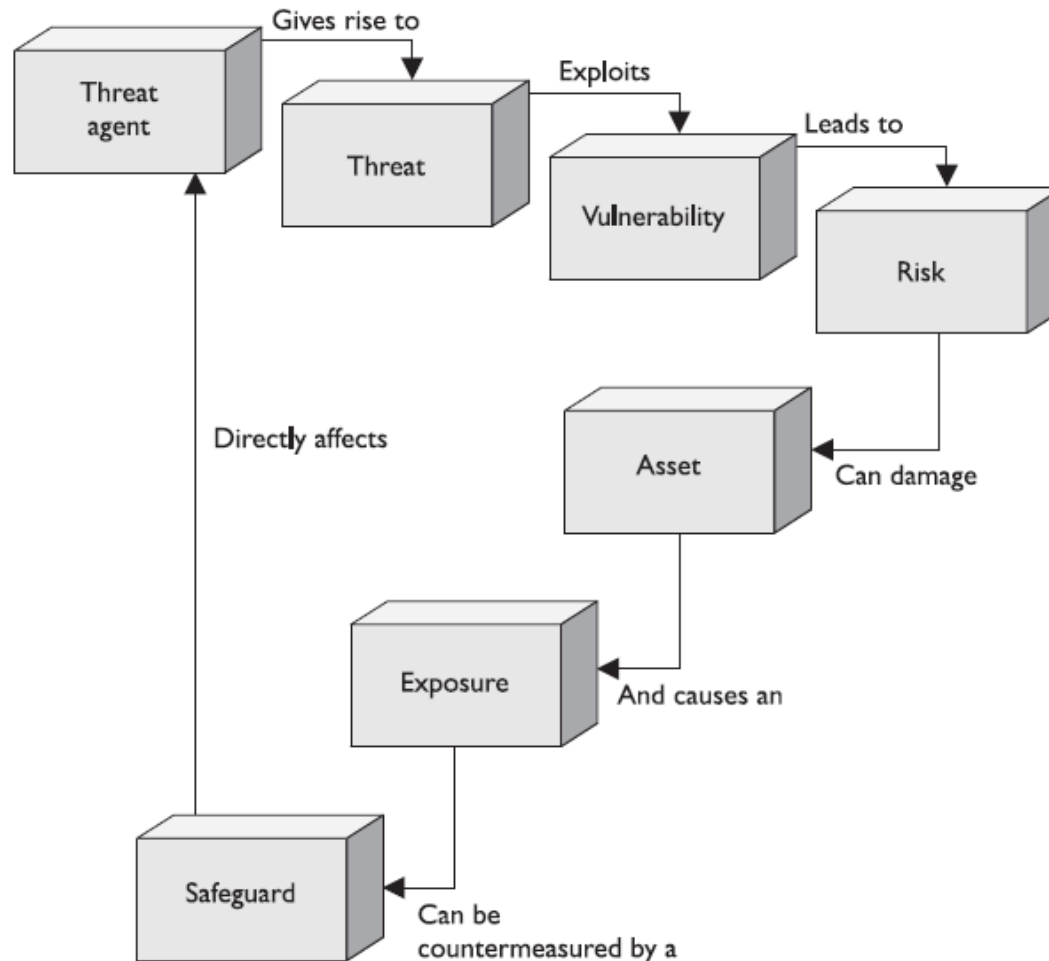 Gives rise to
Threat
agent
Exploits
Threat
Leads to
Vulnerability
Risk
Directly affects
Asset
Can damage
Exposure
And causes an
Safeguard
Can be
countermeasured by a